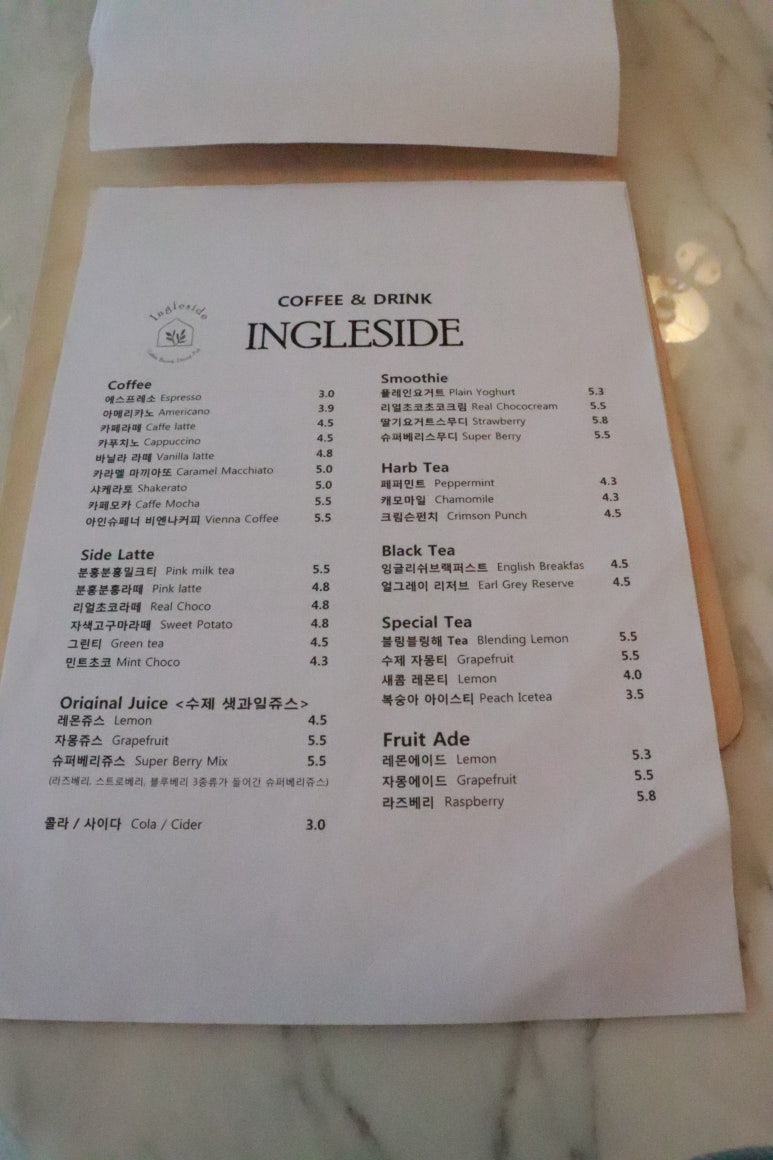 COFFEE & DRINK
Ingleside
INGLESIDE
Coffee
에스프레소 Espresso 3.0
아메리카노 Americano 3.9
카페라떼 Caffe latte 4.5
카푸치노 Cappuccino 4.5
바닐라 라떼 Vanilla latte 4.8
카라멜 마끼아또 Caramel Macchiato 5.0
샤케라토 Shakerato 5.0
카페모카 Caffe Mocha 5.5
아인슈페너 비엔나커피 Vienna Coffee 5.5
Side Latte
분홍분홍밀크티 Pink milk tea 5.5
분홍분홍라떼 Pink latte 4.8
리얼초코라떼 Real Choco 4.8
자색고구마라떼 Sweet Potato 4.8
그린티 Green tea 4.5
민트초코 Mint Choco 4.3
Original Juice <수제 생과일쥬스>
레몬쥬스 Lemon 4.5
자몽쥬스 Grapefruit 5.5
슈퍼베리쥬스 Super Berry Mix 5.5
(라즈베리, 스트로베리, 블루베리 3종류가 들어간 슈퍼베리쥬스)
콜라 / 사이다 Cola / Cider 3.0
Smoothie
플레인요거트 Plain Yoghurt 5.3
리얼초코초코크림 Real Chococream 5.5
딸기요거트스무디 Strawberry 5.8
슈퍼베리스무디 Super Berry 5.5
Harb Tea
페퍼민트 Peppermint 4.3
캐모마일 Chamomile 4.3
크림슨펀치 Crimson Punch 4.5
Black Tea
잉글리쉬브랙퍼스트 English Breakfas 4.5
얼그레이 리저브 Earl Grey Reserve 4.5
Special Tea
블링블링해 Tea Blending Lemon 5.5
수제 자몽티 Grapefruit 5.5
새콤 레몬티 Lemon 4.0
복숭아 아이스티 Peach Icetea 3.5
Fruit Ade
레몬에이드 Lemon 5.3
자몽에이드 Grapefruit 5.5
라즈베리 Raspberry 5.8